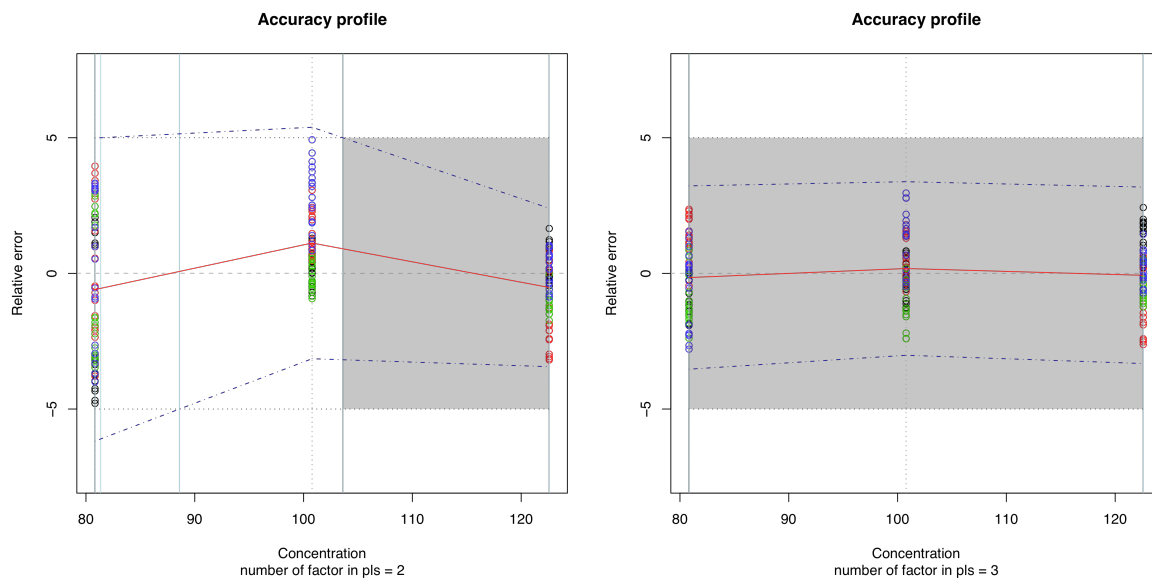 Accuracy profile
Relative error
5
0
−5
80 90 100 110 120
Concentration
number of factor in pls = 2
Accuracy profile
Relative error
5
0
−5
80 90 100 110 120
Concentration
number of factor in pls = 3